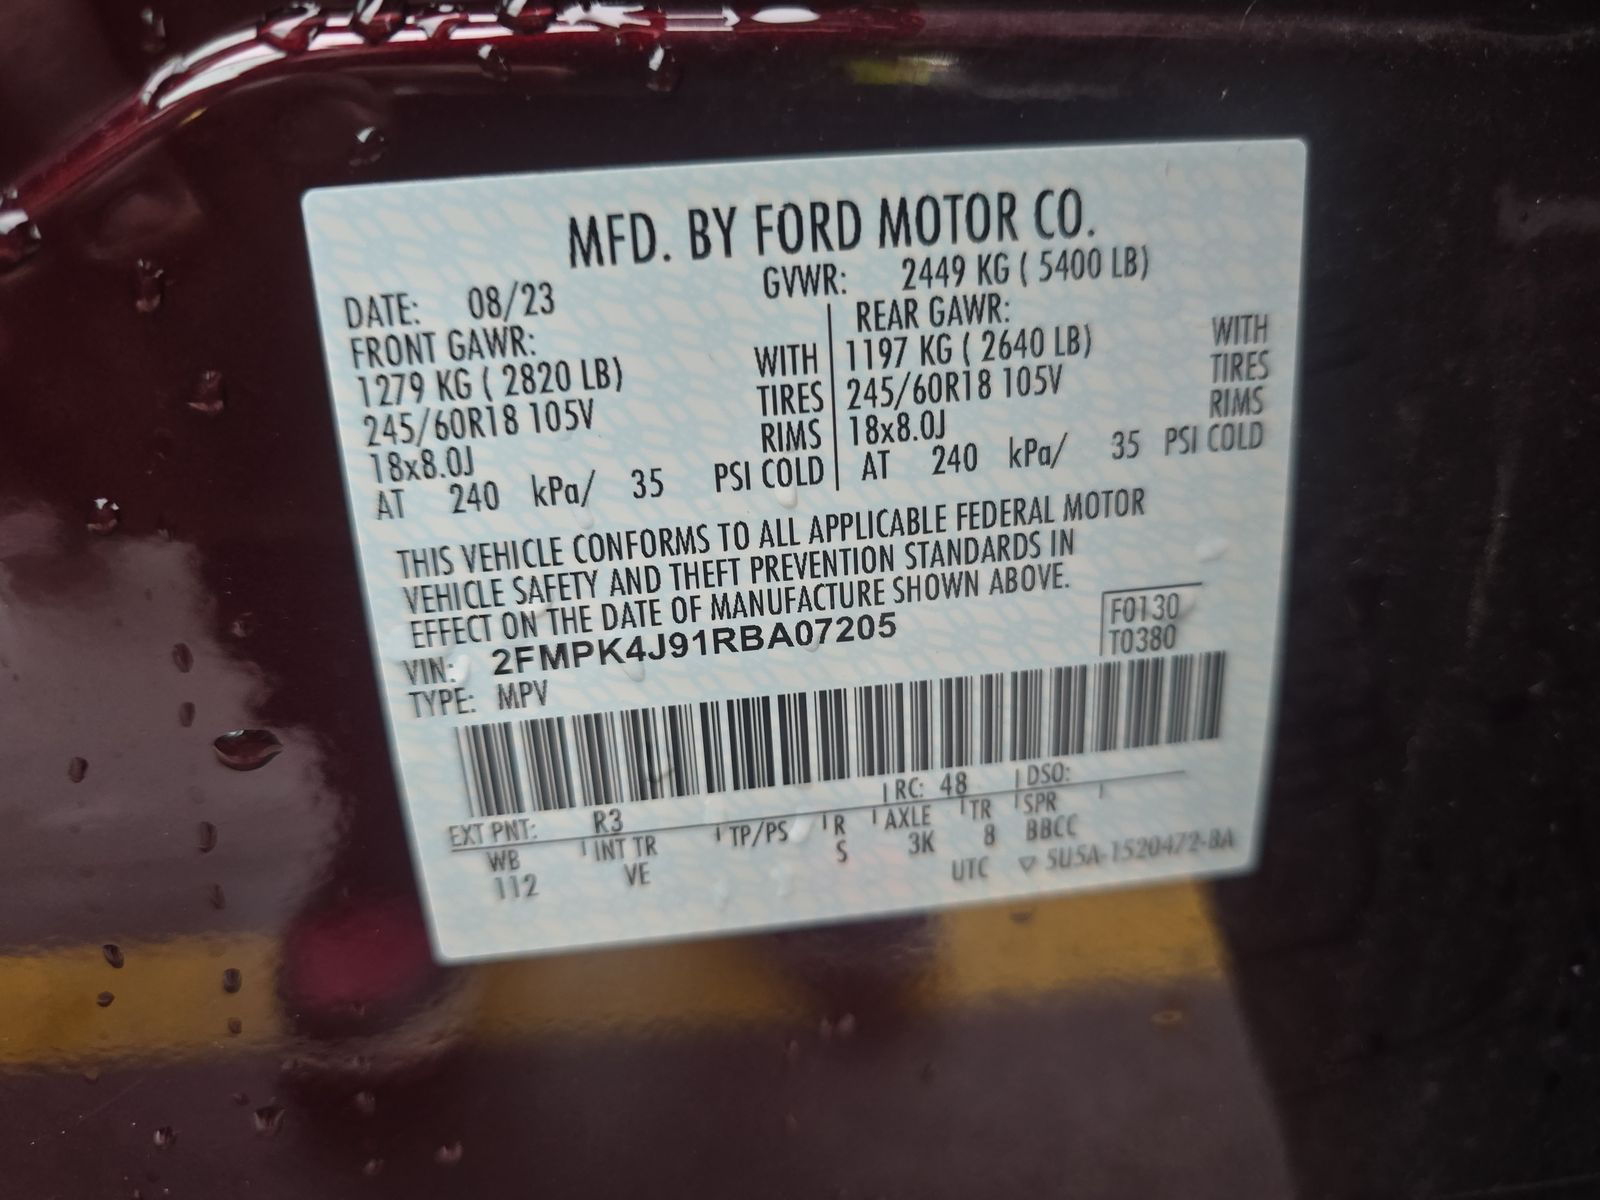 MFD. BY FORD MOTOR CO.
DATE: 08/23 GVWR: 2449 KG ( 5400 LB)
FRONT GAWR: REAR GAWR:
1279 KG ( 2820 LB) WITH 1197 KG ( 2640 LB) WITH
245/60R18 105V TIRES 245/60R18 105V TIRES
18x8.0J RIMS 18x8.0J RIMS
AT 240 kPa/ 35 PSI COLD AT 240 kPa/ 35 PSI COLD
THIS VEHICLE CONFORMS TO ALL APPLICABLE FEDERAL MOTOR
VEHICLE SAFETY AND THEFT PREVENTION STANDARDS IN
EFFECT ON THE DATE OF MANUFACTURE SHOWN ABOVE.
VIN: 2FMPK4J91RBA07205 F0130
TYPE: MPV T0380
EXT PNT: R3 RC: 48 DSO:
WB INT TR TP/PS R AXLE TR SPR
112 VE S 3K 8 BBCC
UTC ▽ 5U5A-1520472-BA